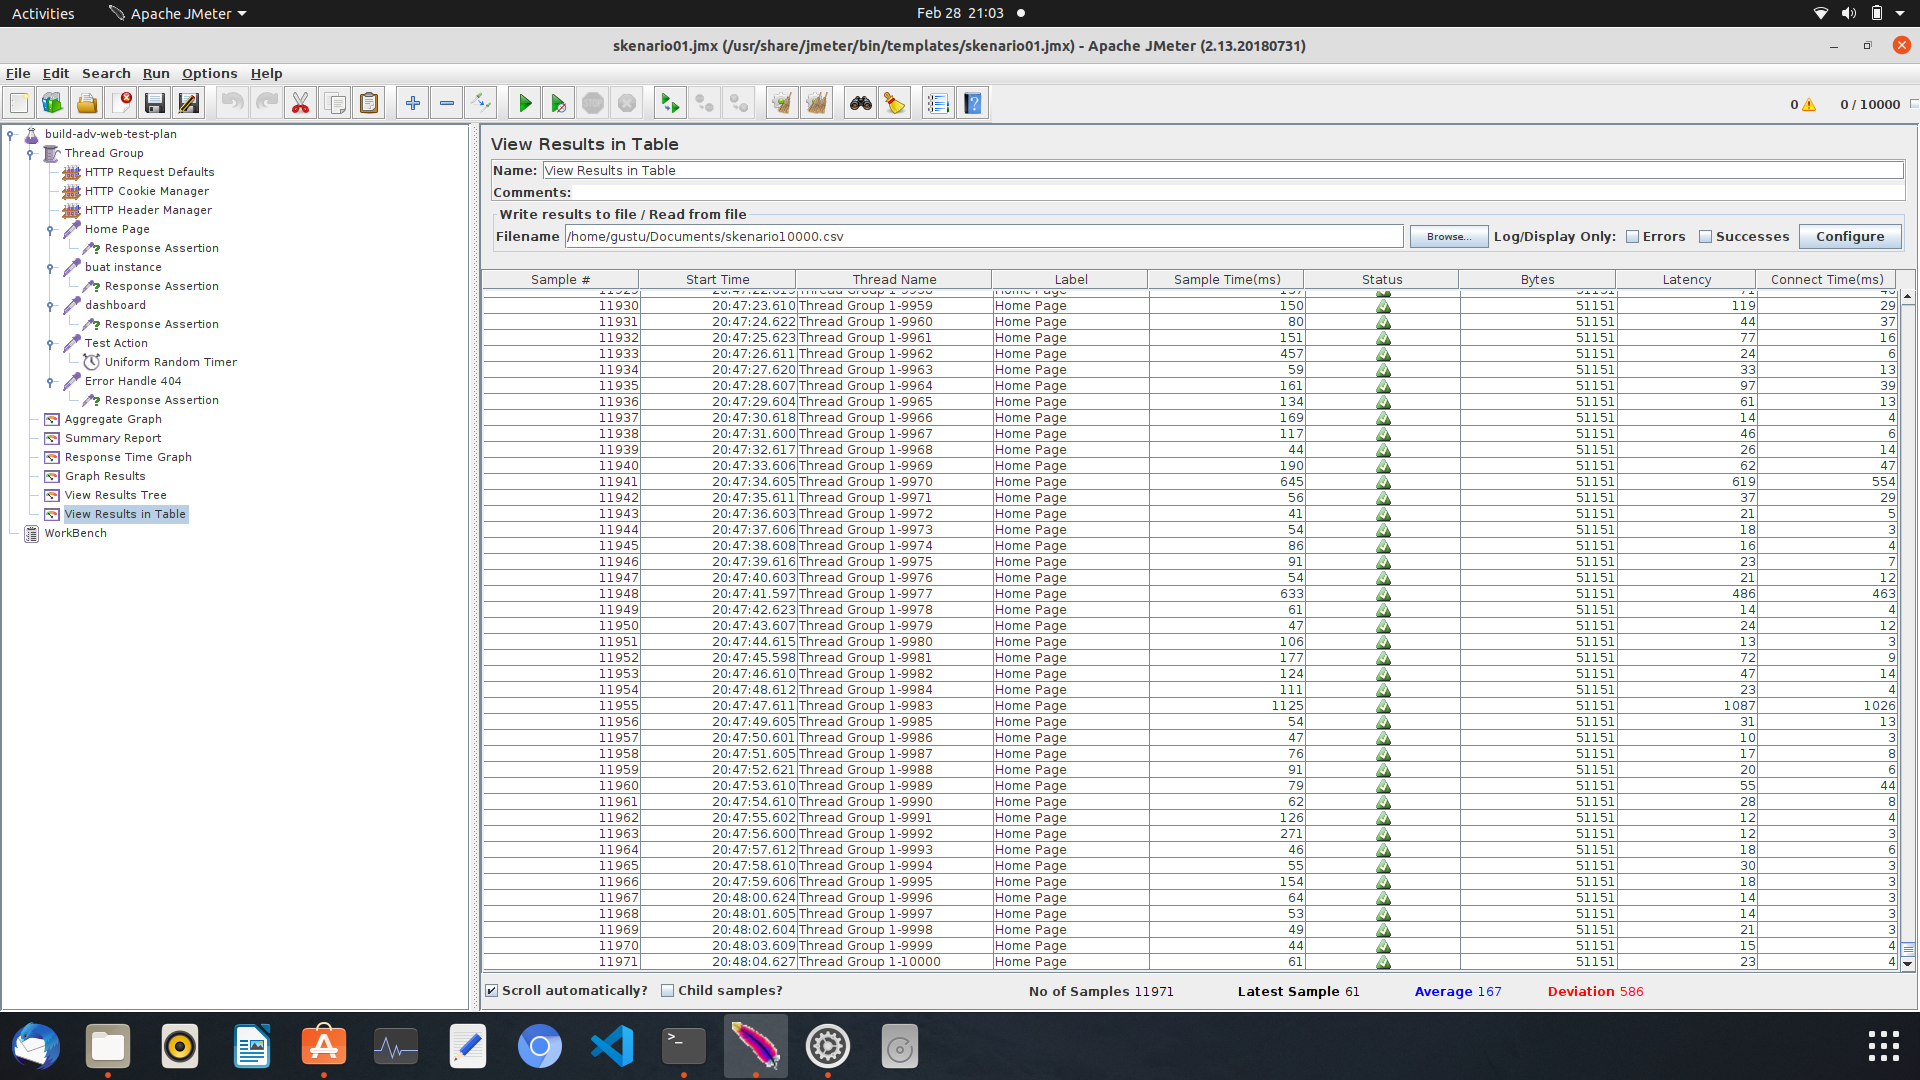 Activities Apache JMeter Feb 28 21:03
skenario01.jmx (/usr/share/jmeter/bin/templates/skenario01.jmx) - Apache JMeter (2.13.20180731)
File Edit Search Run Options Help
0 0 / 10000
build-adv-web-test-plan
Thread Group
HTTP Request Defaults
HTTP Cookie Manager
HTTP Header Manager
Home Page
Response Assertion
buat instance
Response Assertion
dashboard
Response Assertion
Test Action
Uniform Random Timer
Error Handle 404
Response Assertion
Aggregate Graph
Summary Report
Response Time Graph
Graph Results
View Results Tree
View Results in Table
WorkBench
View Results in Table
Name: View Results in Table
Comments:
Write results to file / Read from file
Filename /home/gustu/Documents/skenario10000.csv Browse... Log/Display Only: Errors Successes Configure
Sample # Start Time Thread Name Label Sample Time(ms) Status Bytes Latency Connect Time(ms)
11930 20:47:23.610 Thread Group 1-9959 Home Page 150 51151 119 29
11931 20:47:24.622 Thread Group 1-9960 Home Page 80 51151 44 37
11932 20:47:25.623 Thread Group 1-9961 Home Page 151 51151 77 16
11933 20:47:26.611 Thread Group 1-9962 Home Page 457 51151 24 6
11934 20:47:27.620 Thread Group 1-9963 Home Page 59 51151 33 13
11935 20:47:28.607 Thread Group 1-9964 Home Page 161 51151 97 39
11936 20:47:29.604 Thread Group 1-9965 Home Page 134 51151 61 13
11937 20:47:30.618 Thread Group 1-9966 Home Page 169 51151 14 4
11938 20:47:31.600 Thread Group 1-9967 Home Page 117 51151 46 6
11939 20:47:32.617 Thread Group 1-9968 Home Page 44 51151 26 14
11940 20:47:33.606 Thread Group 1-9969 Home Page 190 51151 62 47
11941 20:47:34.605 Thread Group 1-9970 Home Page 645 51151 619 554
11942 20:47:35.611 Thread Group 1-9971 Home Page 56 51151 37 29
11943 20:47:36.603 Thread Group 1-9972 Home Page 41 51151 21 5
11944 20:47:37.606 Thread Group 1-9973 Home Page 54 51151 18 3
11945 20:47:38.608 Thread Group 1-9974 Home Page 86 51151 16 4
11946 20:47:39.616 Thread Group 1-9975 Home Page 91 51151 23 7
11947 20:47:40.603 Thread Group 1-9976 Home Page 54 51151 21 12
11948 20:47:41.597 Thread Group 1-9977 Home Page 633 51151 486 463
11949 20:47:42.623 Thread Group 1-9978 Home Page 61 51151 14 4
11950 20:47:43.607 Thread Group 1-9979 Home Page 47 51151 24 12
11951 20:47:44.615 Thread Group 1-9980 Home Page 106 51151 13 3
11952 20:47:45.598 Thread Group 1-9981 Home Page 177 51151 72 9
11953 20:47:46.610 Thread Group 1-9982 Home Page 124 51151 47 14
11954 20:47:48.612 Thread Group 1-9984 Home Page 111 51151 23 4
11955 20:47:47.611 Thread Group 1-9983 Home Page 1125 51151 1087 1026
11956 20:47:49.605 Thread Group 1-9985 Home Page 54 51151 31 13
11957 20:47:50.601 Thread Group 1-9986 Home Page 47 51151 10 3
11958 20:47:51.605 Thread Group 1-9987 Home Page 76 51151 17 8
11959 20:47:52.621 Thread Group 1-9988 Home Page 91 51151 20 6
11960 20:47:53.610 Thread Group 1-9989 Home Page 79 51151 55 44
11961 20:47:54.610 Thread Group 1-9990 Home Page 62 51151 28 8
11962 20:47:55.602 Thread Group 1-9991 Home Page 126 51151 12 4
11963 20:47:56.600 Thread Group 1-9992 Home Page 271 51151 12 3
11964 20:47:57.612 Thread Group 1-9993 Home Page 46 51151 18 6
11965 20:47:58.610 Thread Group 1-9994 Home Page 55 51151 30 3
11966 20:47:59.606 Thread Group 1-9995 Home Page 154 51151 18 3
11967 20:48:00.624 Thread Group 1-9996 Home Page 64 51151 14 3
11968 20:48:01.605 Thread Group 1-9997 Home Page 53 51151 14 3
11969 20:48:02.604 Thread Group 1-9998 Home Page 49 51151 21 3
11970 20:48:03.609 Thread Group 1-9999 Home Page 44 51151 15 4
11971 20:48:04.627 Thread Group 1-10000 Home Page 61 51151 23 4
Scroll automatically? Child samples? No of Samples 11971 Latest Sample 61 Average 167 Deviation 586